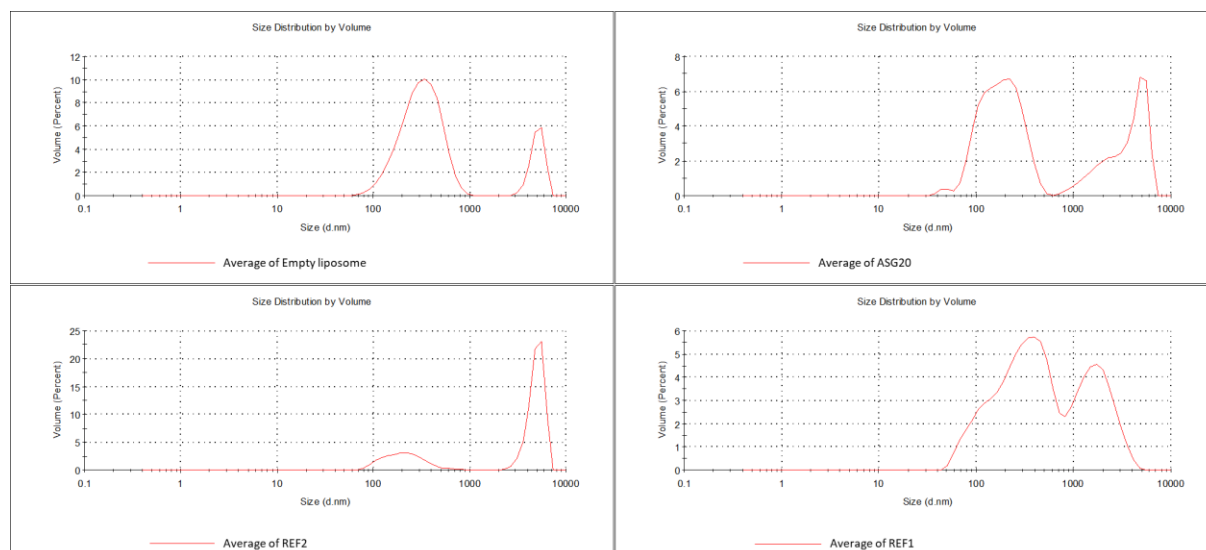 Size Distribution by Volume
12
10
8
6
4
2
0
Volume (Percent)
0.1 1 10 100 1000 10000
Size (d.nm)
Average of Empty liposome
Size Distribution by Volume
8
6
4
2
0
Volume (Percent)
0.1 1 10 100 1000 10000
Size (d.nm)
Average of ASG20
Size Distribution by Volume
25
20
15
10
5
0
Volume (Percent)
0.1 1 10 100 1000 10000
Size (d.nm)
Average of REF2
Size Distribution by Volume
6
5
4
3
2
1
0
Volume (Percent)
0.1 1 10 100 1000 10000
Size (d.nm)
Average of REF1